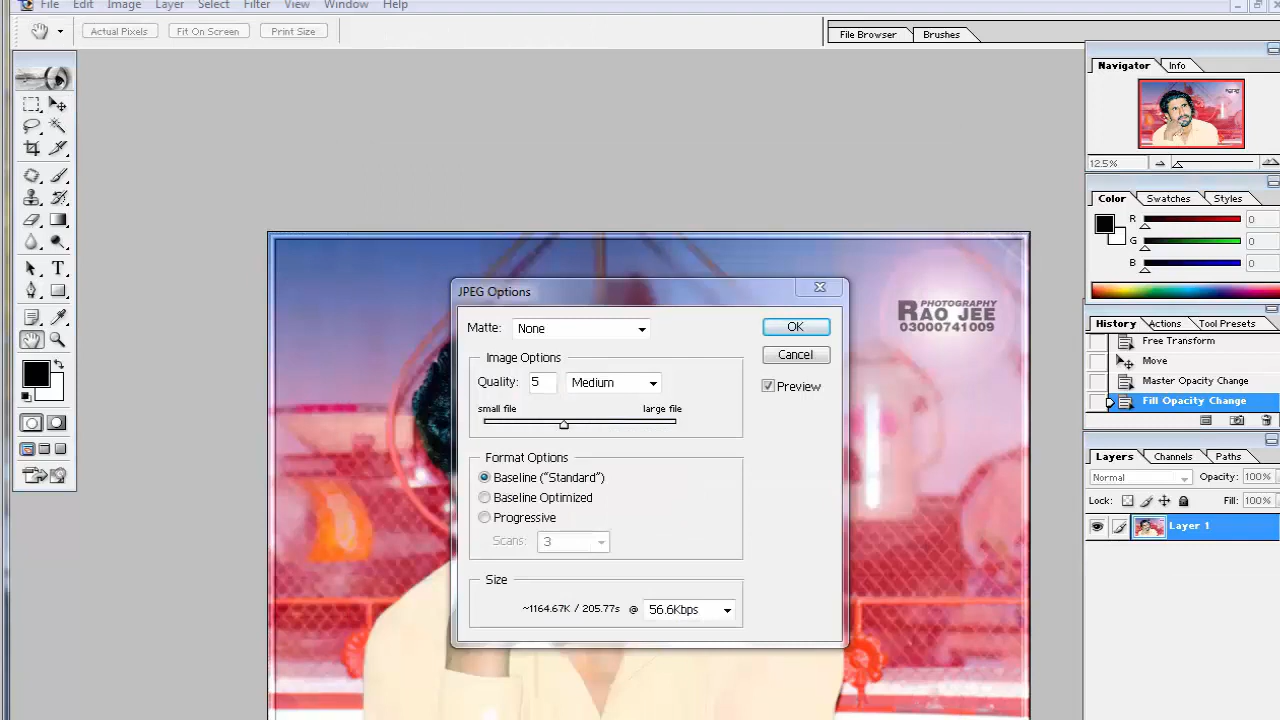 File Edit Image Layer Select Filter View Window Help
Actual Pixels Fit On Screen Print Size File Browser Brushes
Navigator Info
12.5%
Color Swatches Styles
R 0
G 0
B 0
History Actions Tool Presets
Free Transform
Move
Master Opacity Change
Fill Opacity Change
Layers Channels Paths
Normal Opacity: 100%
Lock: Fill: 100%
Layer 1
JPEG Options
Matte: None
OK
Cancel
Preview
Image Options
Quality: 5 Medium
small file large file
Format Options
Baseline ("Standard")
Baseline Optimized
Progressive
Scans: 3
Size
~1164.67K / 205.77s @ 56.6Kbps
PHOTOGRAPHY
RAO JEE
03000741009